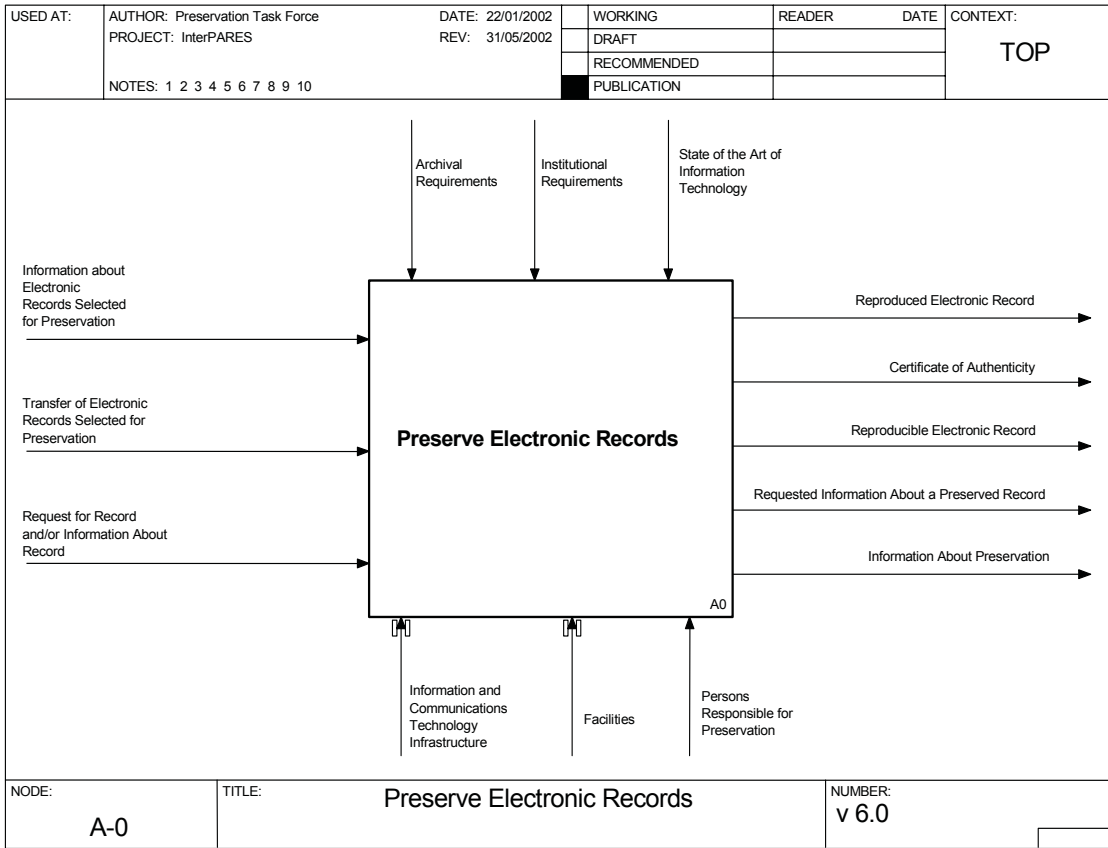 USED AT:
AUTHOR: Preservation Task Force
DATE: 22/01/2002
PROJECT: InterPARES
REV: 31/05/2002
NOTES: 1 2 3 4 5 6 7 8 9 10
WORKING
DRAFT
RECOMMENDED
PUBLICATION
READER DATE
CONTEXT:
TOP
Archival
Requirements
Institutional
Requirements
State of the Art of
Information
Technology
Information about
Electronic
Records Selected
for Preservation
Transfer of Electronic
Records Selected for
Preservation
Request for Record
and/or Information About
Record
Preserve Electronic Records
A0
Reproduced Electronic Record
Certificate of Authenticity
Reproducible Electronic Record
Requested Information About a Preserved Record
Information About Preservation
Information and
Communications
Technology
Infrastructure
Facilities
Persons
Responsible for
Preservation
NODE:
A-0
TITLE:
Preserve Electronic Records
NUMBER:
v 6.0